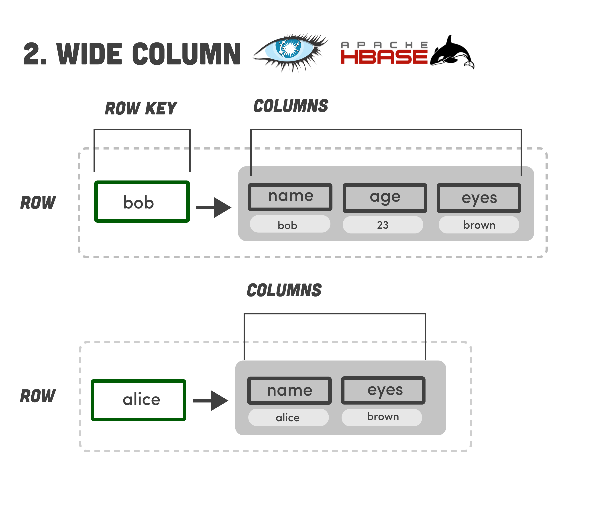 2. WIDE COLUMN
APACHE
HBASE
ROW KEY
COLUMNS
ROW
bob
name
age
eyes
bob
23
brown
COLUMNS
ROW
alice
name
eyes
alice
brown